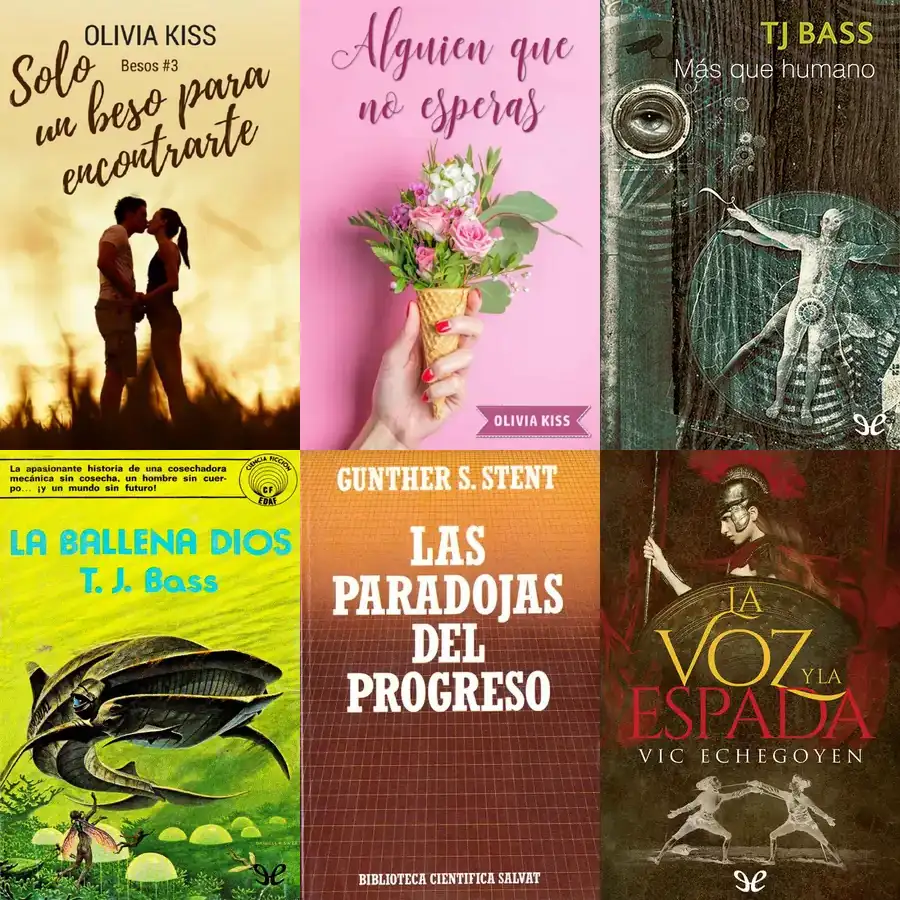 OLIVIA KISS
Besos #3
Solo
un beso para
encontrarte
Alguien que
no esperas
OLIVIA KISS
TJ BASS
Más que humano
La apasionante historia de una cosechadora
mecánica sin cosecha, un hombre sin cuer-
po... ¡y un mundo sin futuro!
CIENCIA FICCION
CF
EDAF
LA BALLENA DIOS
T. J. Bass
GUNTHER S. STENT
LAS
PARADOJAS
DEL
PROGRESO
BIBLIOTECA CIENTIFICA SALVAT
LA
VOZ
Y LA
ESPADA
VIC ECHEGOYEN